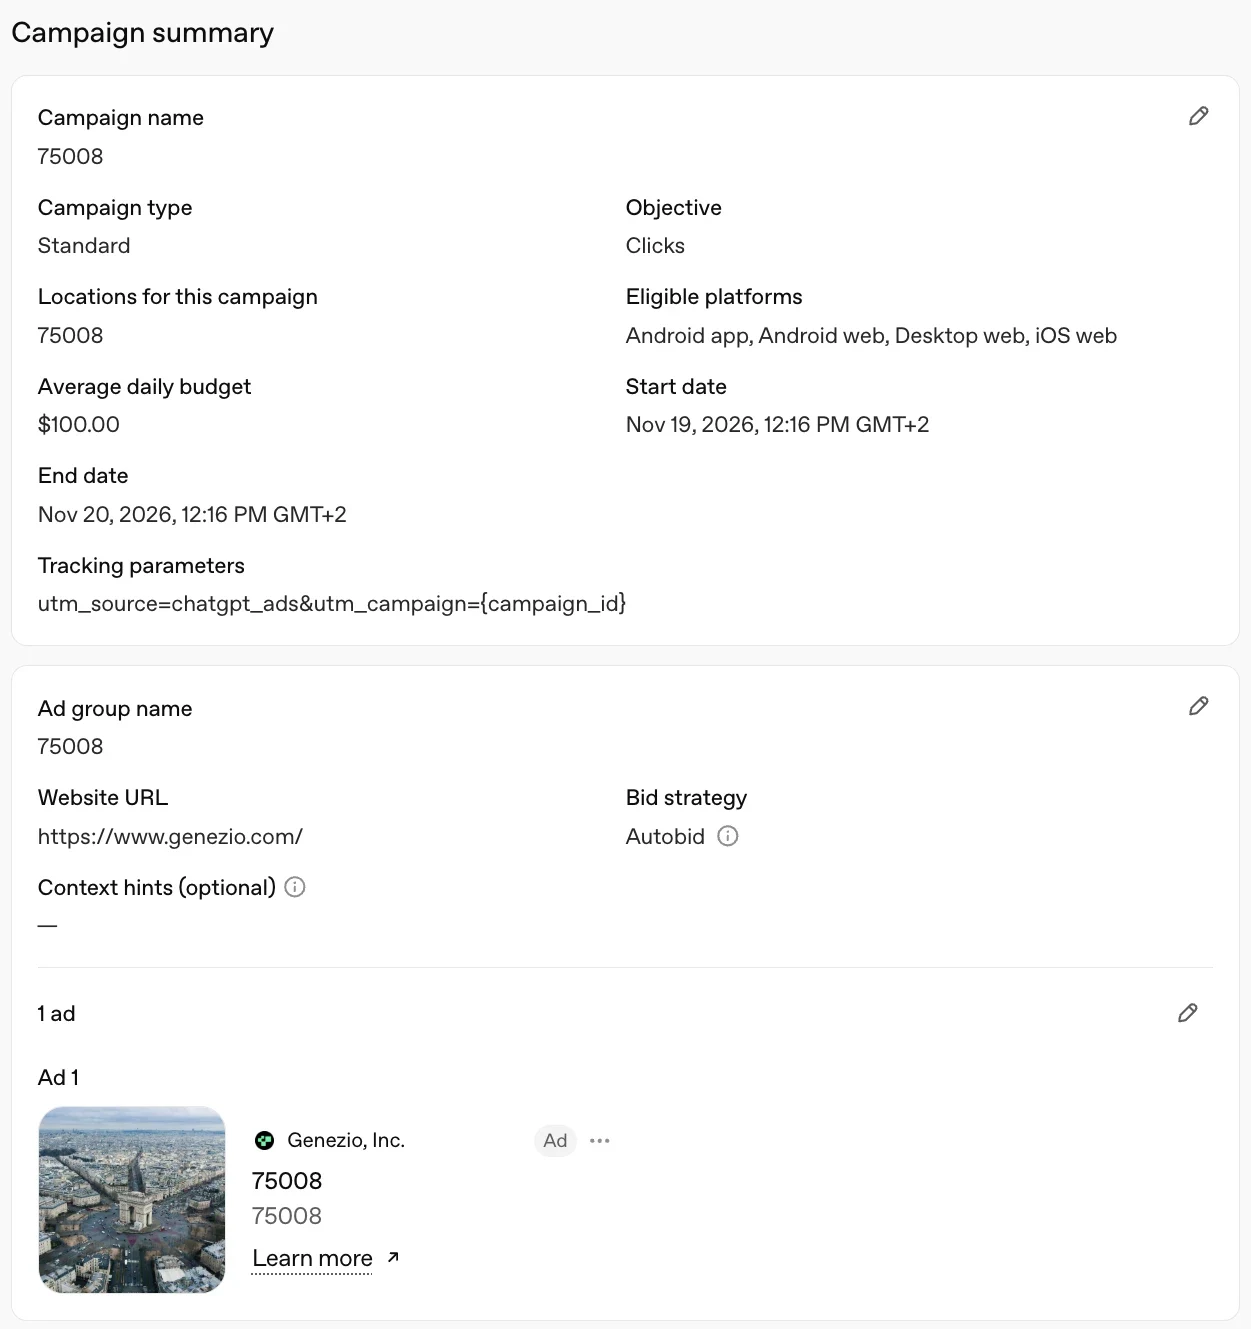 Campaign summary
Campaign name
75008
Campaign type
Standard
Objective
Clicks
Locations for this campaign
75008
Eligible platforms
Android app, Android web, Desktop web, iOS web
Average daily budget
$100.00
Start date
Nov 19, 2026, 12:16 PM GMT+2
End date
Nov 20, 2026, 12:16 PM GMT+2
Tracking parameters
utm_source=chatgpt_ads&utm_campaign={campaign_id}
Ad group name
75008
Website URL
https://www.genezio.com/
Bid strategy
Autobid
Context hints (optional)
—
1 ad
Ad 1
Genezio, Inc.
Ad
75008
75008
Learn more